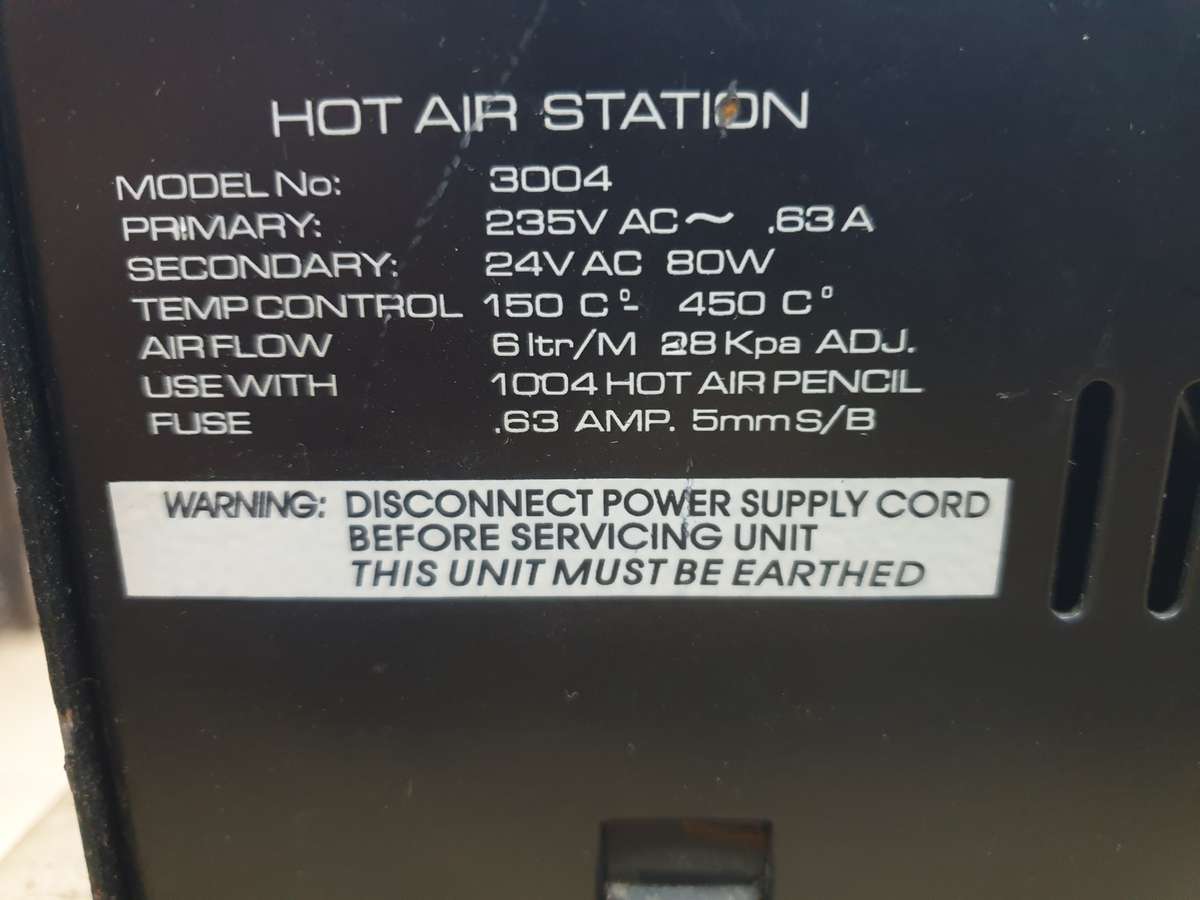 HOT AIR STATION
MODEL No: 3004
PRIMARY: 235V AC~ .63 A
SECONDARY: 24V AC 80W
TEMP CONTROL 150 C°- 450 C°
AIR FLOW 6 ltr/M 28 Kpa ADJ.
USE WITH 1004 HOT AIR PENCIL
FUSE .63 AMP. 5mm S/B
WARNING: DISCONNECT POWER SUPPLY CORD
BEFORE SERVICING UNIT
THIS UNIT MUST BE EARTHED